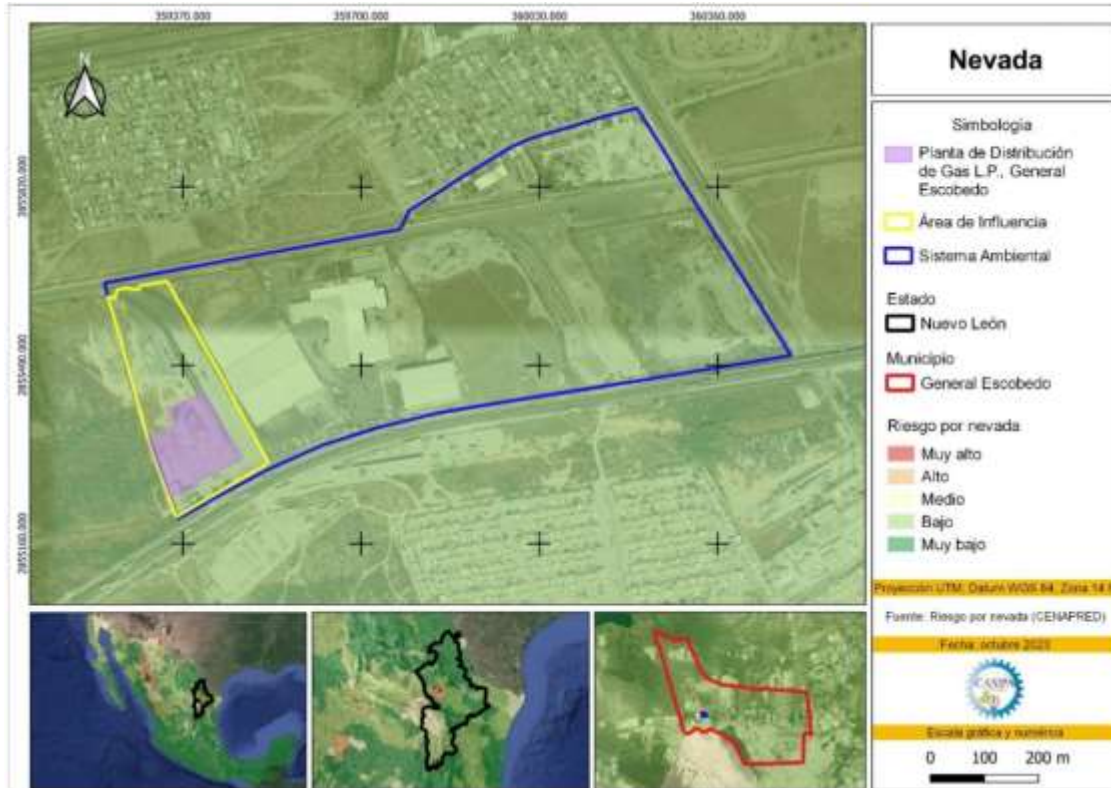 359370.000 359700.000 360030.000 360360.000
N
2855820.000
2855490.000
2855160.000
Nevada
Simbología
Planta de Distribución
de Gas L.P., General
Escobedo
Área de Influencia
Sistema Ambiental
Estado
Nuevo León
Municipio
General Escobedo
Riesgo por nevada
Muy alto
Alto
Medio
Bajo
Muy bajo
Proyección UTM, Datum WGS 84, Zona 14
Fuente: Riesgo por nevada (CENAPRED)
Fecha: octubre
Escala gráfica y numérica
0 100 200 m